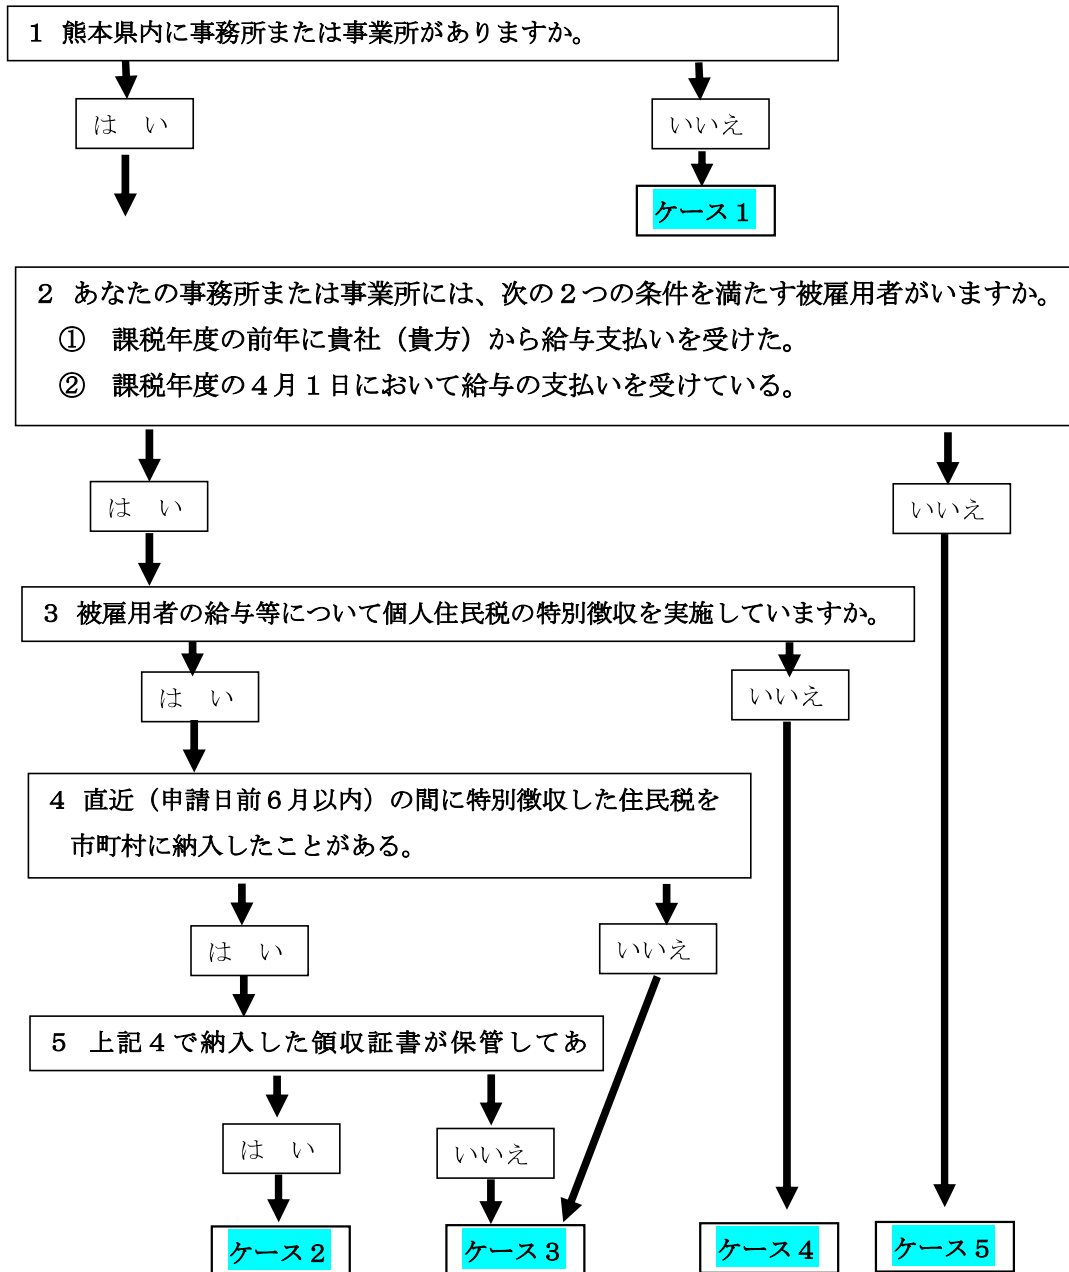 １ 熊本県内に事務所または事業所がありますか。
は　い
いいえ
ケース１
２ あなたの事務所または事業所には、次の２つの条件を満たす被雇用者がいますか。
①　課税年度の前年に貴社（貴方）から給与支払いを受けた。
②　課税年度の４月１日において給与の支払いを受けている。
は　い
いいえ
３ 被雇用者の給与等について個人住民税の特別徴収を実施していますか。
は　い
いいえ
４ 直近（申請日前６月以内）の間に特別徴収した住民税を
市町村に納入したことがある。
は　い
いいえ
５ 上記４で納入した領収証書が保管してあ
は　い
いいえ
ケース２
ケース３
ケース４
ケース５